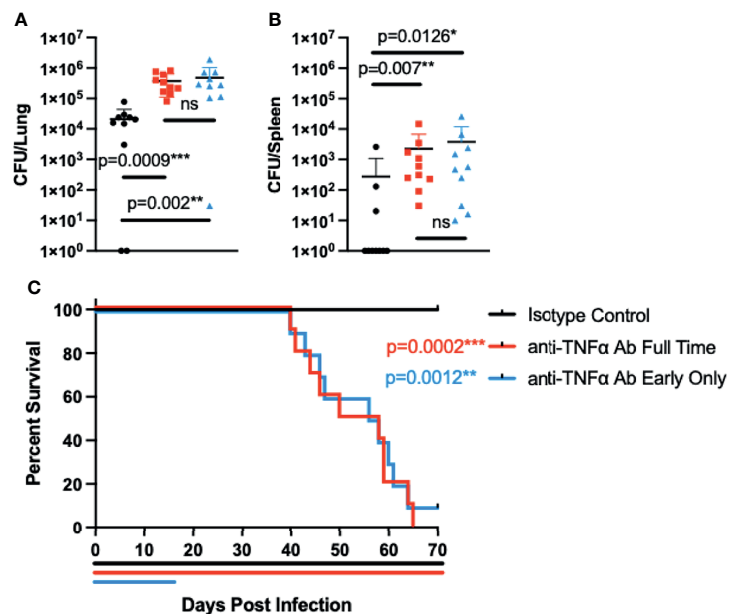 A
1×10⁷
1×10⁶
1×10⁵
1×10⁴
1×10³
1×10²
1×10¹
1×10⁰
CFU/Lung
ns
p=0.0009***
p=0.002**
B
1×10⁷
1×10⁶
1×10⁵
1×10⁴
1×10³
1×10²
1×10¹
1×10⁰
CFU/Spleen
p=0.0126*
p=0.007**
ns
C
100
80
60
40
20
0
Percent Survival
0 10 20 30 40 50 60 70
Days Post Infection
Isotype Control
p=0.0002*** anti-TNFα Ab Full Time
p=0.0012** anti-TNFα Ab Early Only